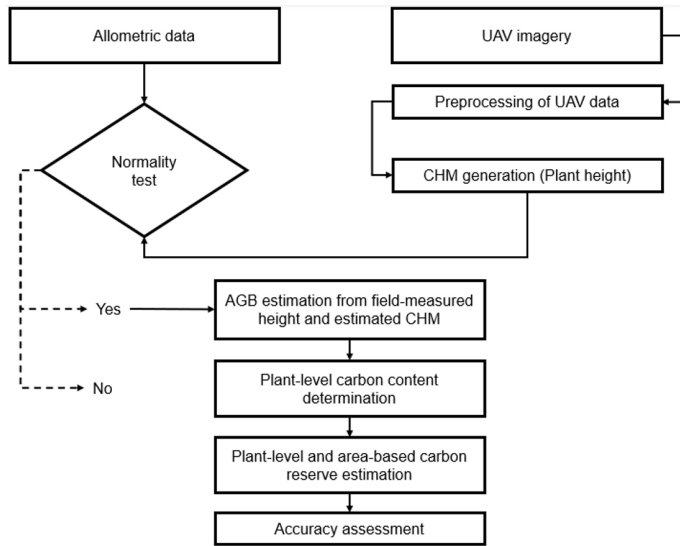 Allometric data
UAV imagery
Preprocessing of UAV data
Normality
test
CHM generation (Plant height)
AGB estimation from field-measured
height and estimated CHM
Yes
Plant-level carbon content
determination
No
Plant-level and area-based carbon
reserve estimation
Accuracy assessment